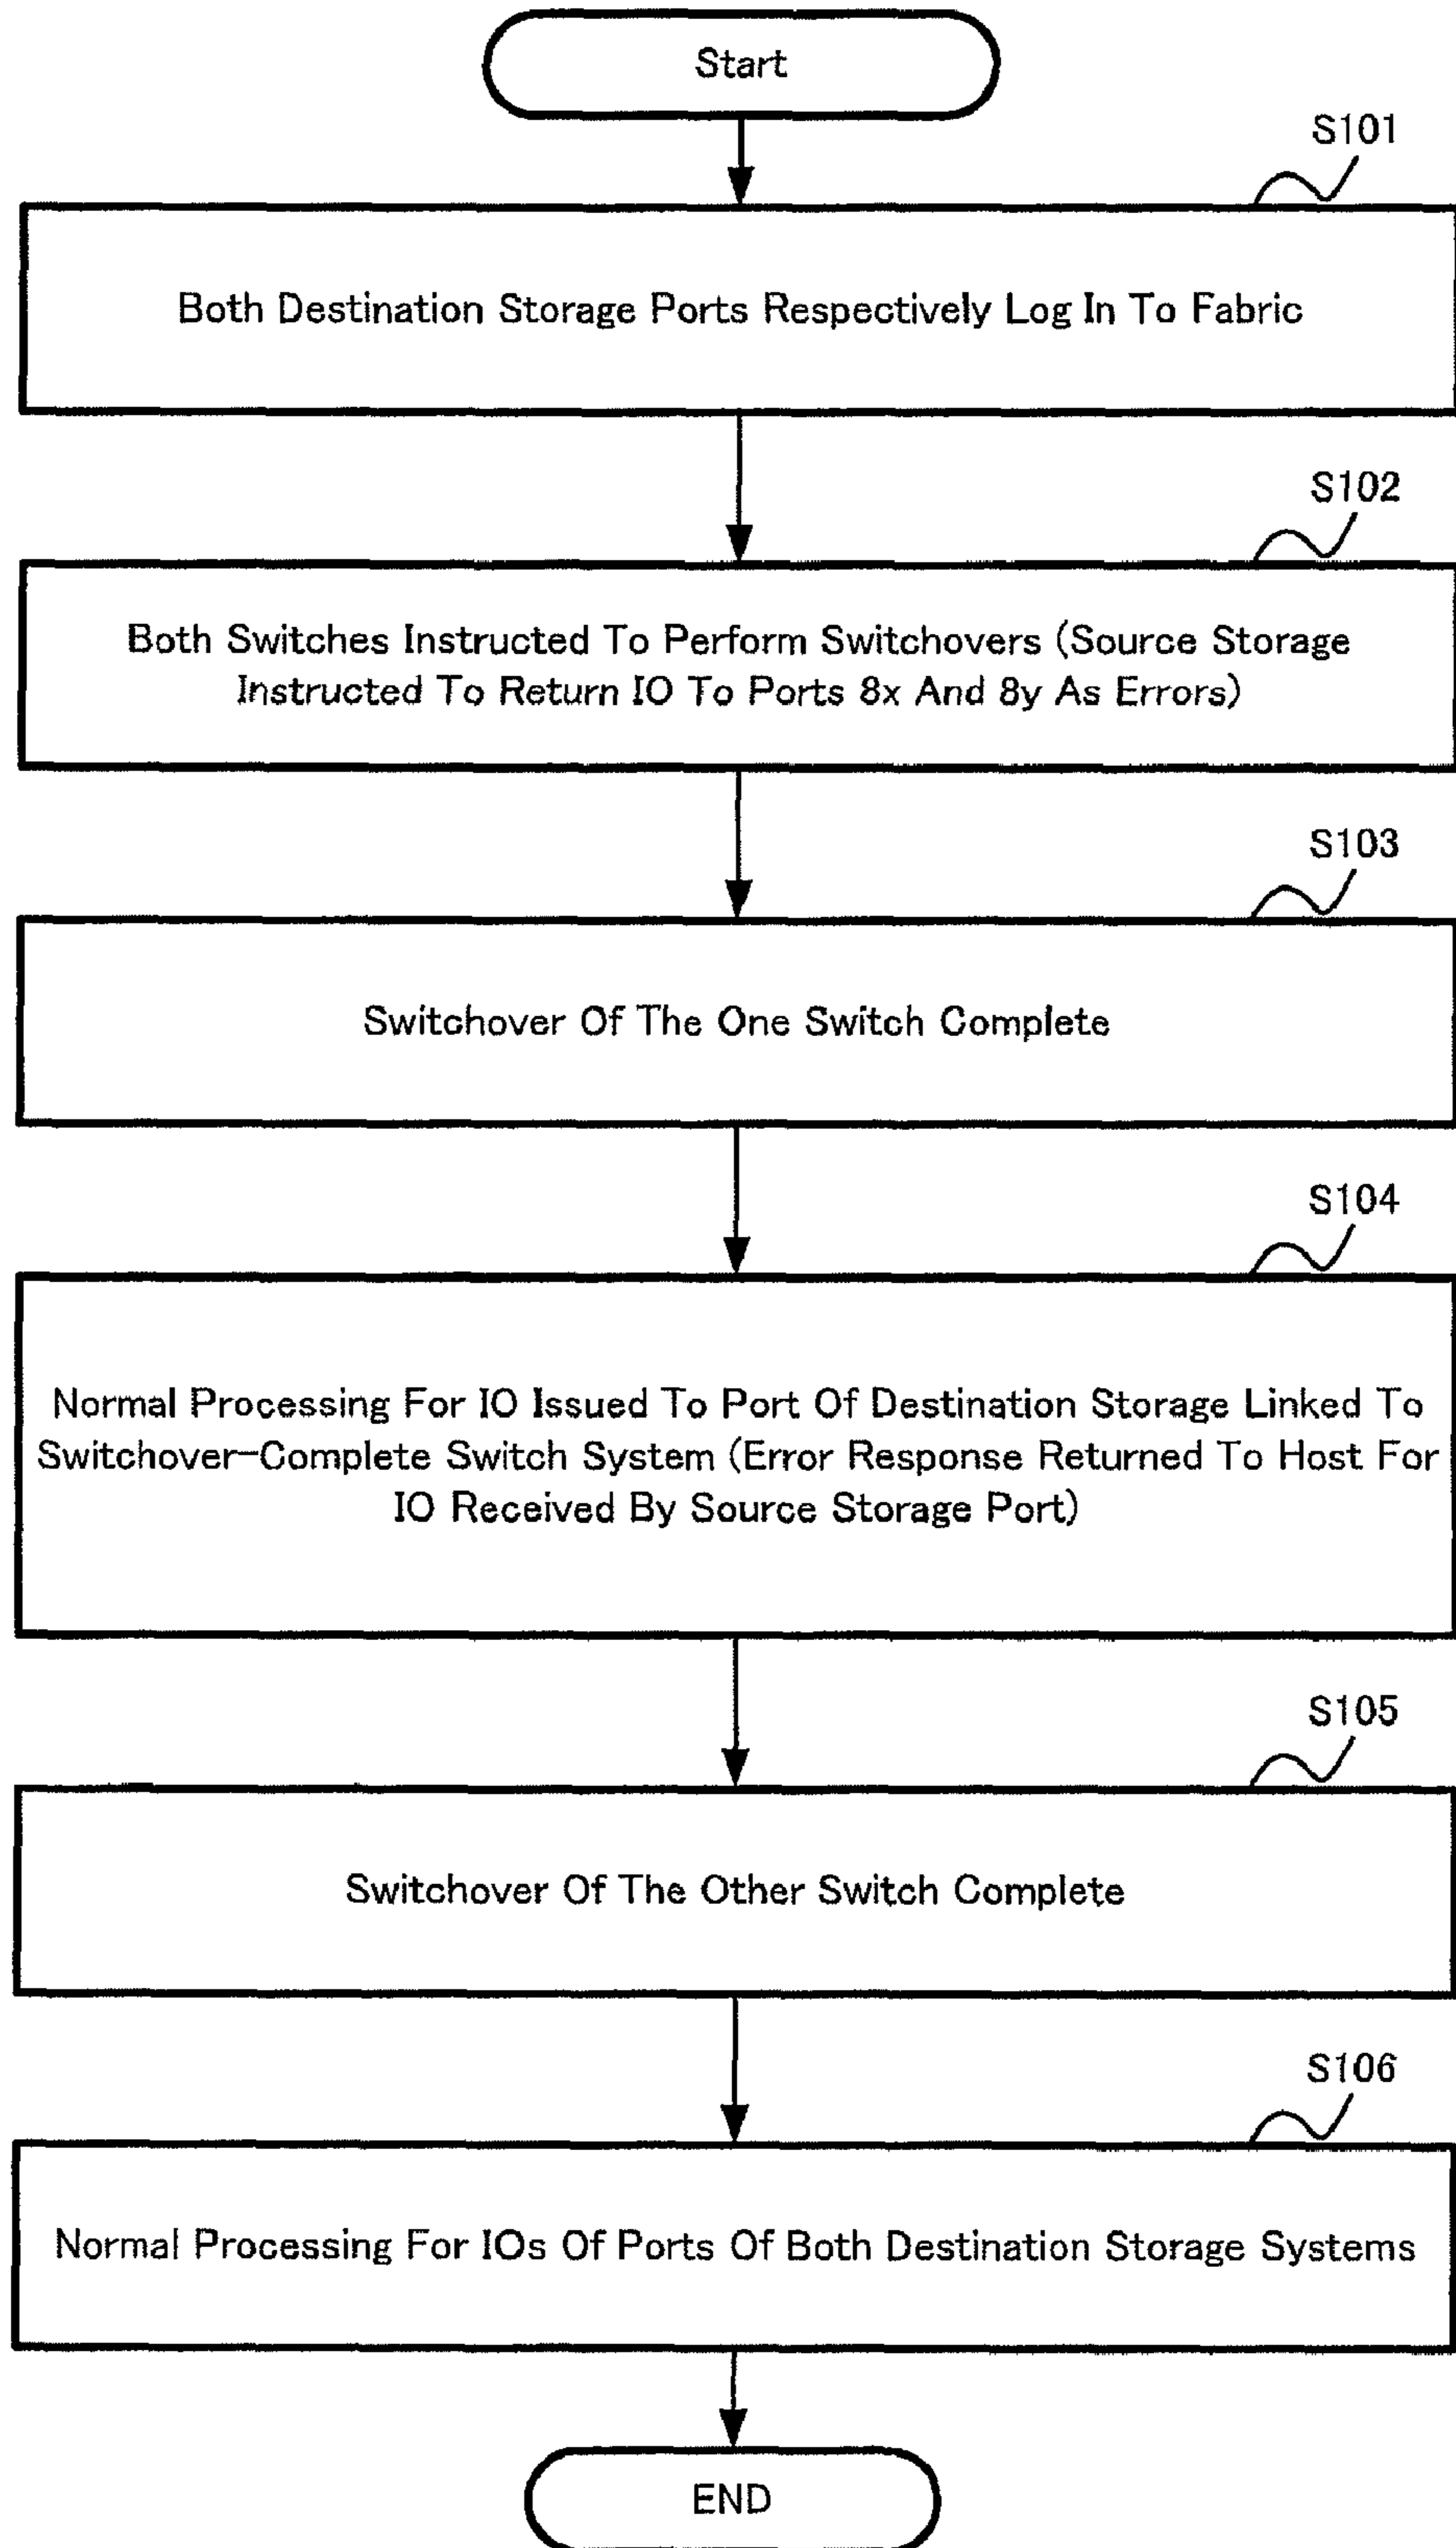 Start
S101
Both Destination Storage Ports Respectively Log In To Fabric
S102
Both Switches Instructed To Perform Switchovers (Source Storage
Instructed To Return IO To Ports 8x And 8y As Errors)
S103
Switchover Of The One Switch Complete
S104
Normal Processing For IO Issued To Port Of Destination Storage Linked To
Switchover-Complete Switch System (Error Response Returned To Host For
IO Received By Source Storage Port)
S105
Switchover Of The Other Switch Complete
S106
Normal Processing For IOs Of Ports Of Both Destination Storage Systems
END